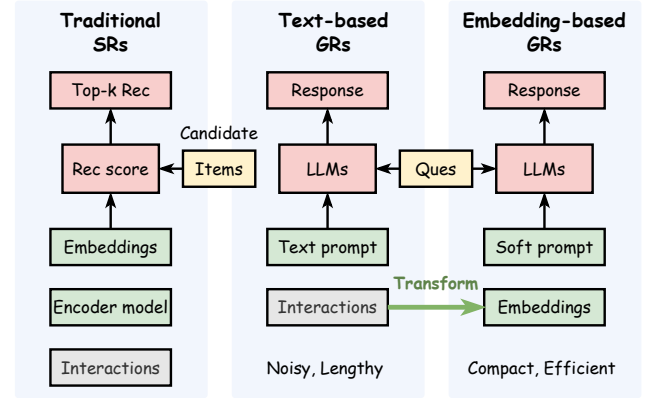 Traditional
SRs
Top-k Rec
Candidate
Rec score
Items
Embeddings
Encoder model
Interactions
Text-based
GRs
Response
LLMs
Ques
Text prompt
Transform
Interactions
Noisy, Lengthy
Embedding-based
GRs
Response
LLMs
Soft prompt
Embeddings
Compact, Efficient